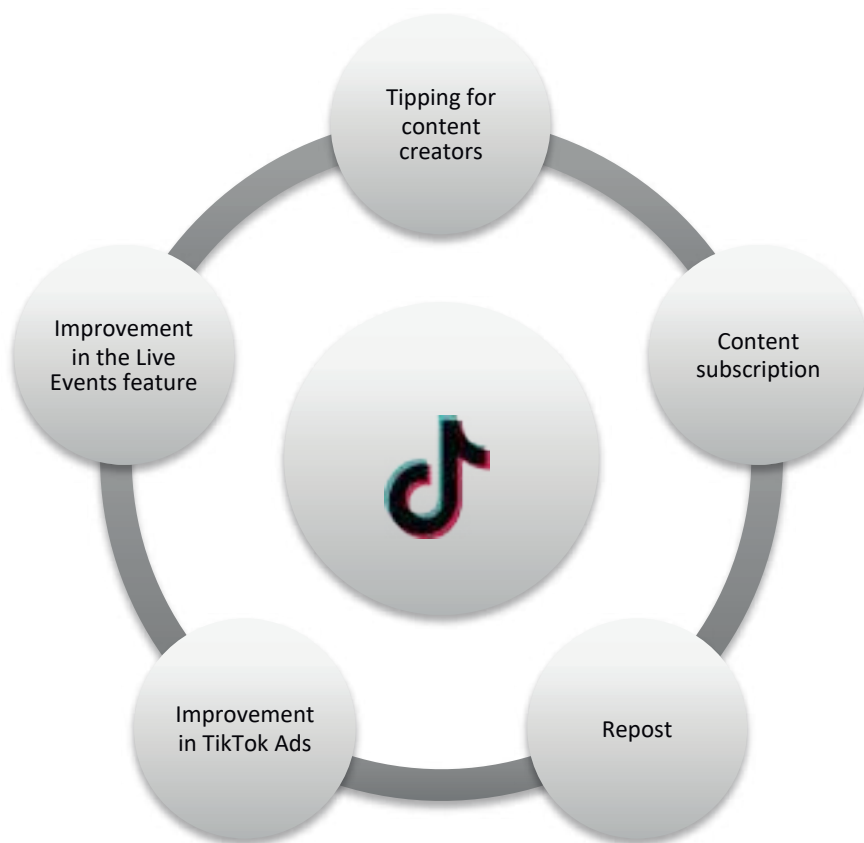 Tipping for
content
creators
Content
subscription
Repost
Improvement
in TikTok Ads
Improvement
in the Live
Events feature